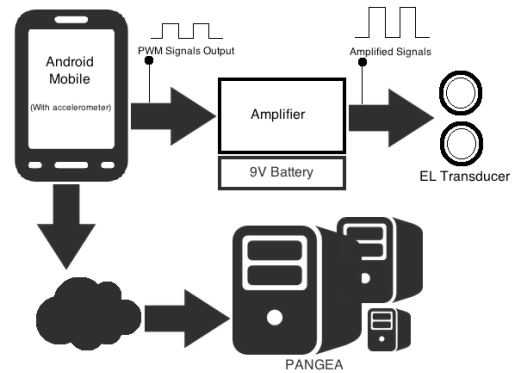 PWM Signals Output
Amplified Signals
Android
Mobile
(With accelerometer)
Amplifier
9V Battery
EL Transducer
PANGEA